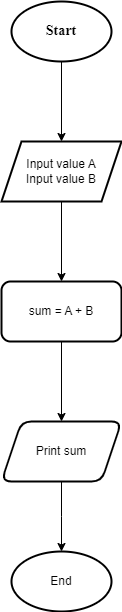 Start
Input value A
Input value B
sum = A + B
Print sum
End